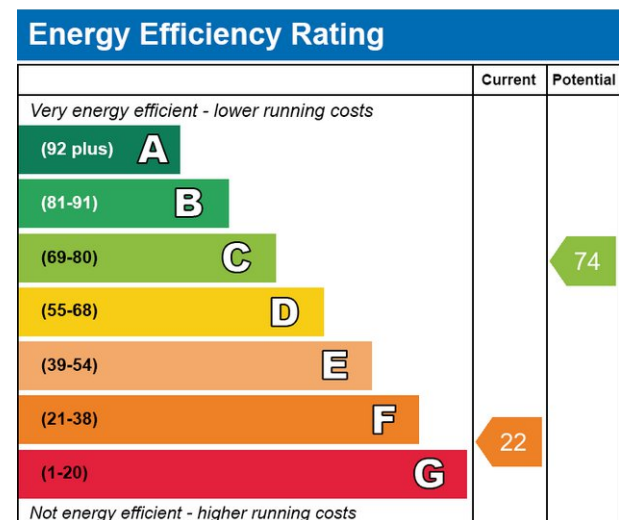 Energy Efficiency Rating
Current Potential
Very energy efficient - lower running costs
(92 plus) A
(81-91) B
(69-80) C
74
(55-68) D
(39-54) E
(21-38) F
22
(1-20) G
Not energy efficient - higher running costs